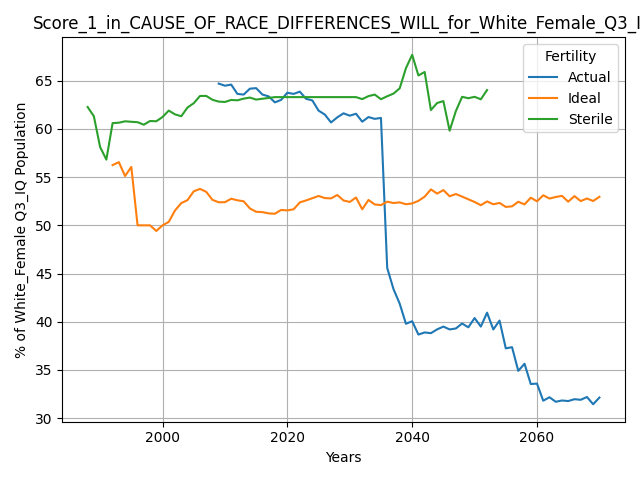 Score_1_in_CAUSE_OF_RACE_DIFFERENCES_WILL_for_White_Female_Q3_I
Fertility
Actual
Ideal
Sterile
% of White_Female Q3_IQ Population
65
60
55
50
45
40
35
30
2000
2020
2040
2060
Years